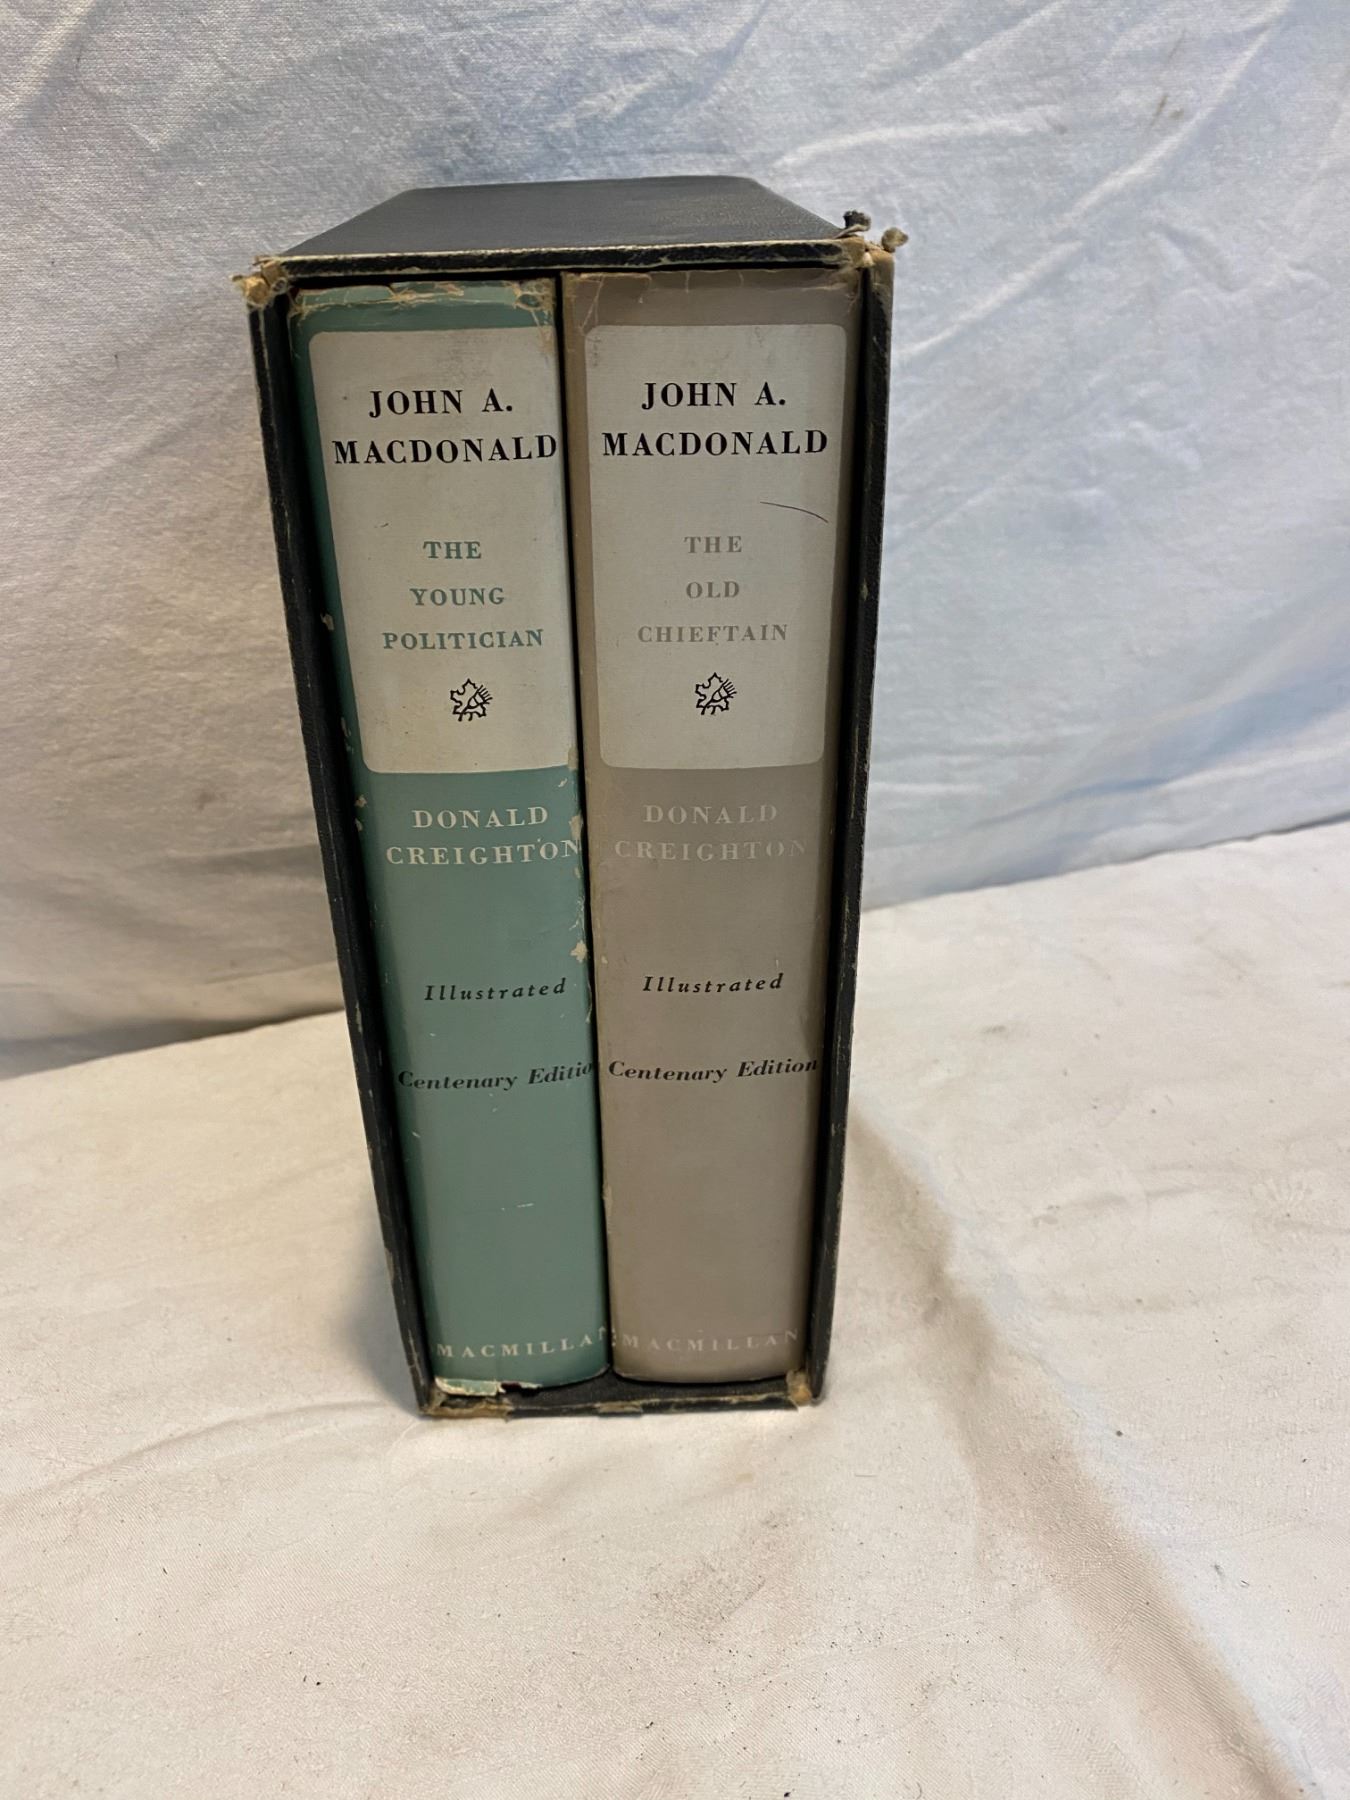 JOHN A.
MACDONALD
THE
YOUNG
POLITICIAN
DONALD
CREIGHTON
Illustrated
Centenary Editio
MACMILLAN
JOHN A.
MACDONALD
THE
OLD
CHIEFTAIN
DONALD
CREIGHTON
Illustrated
Centenary Edition
MACMILLAN